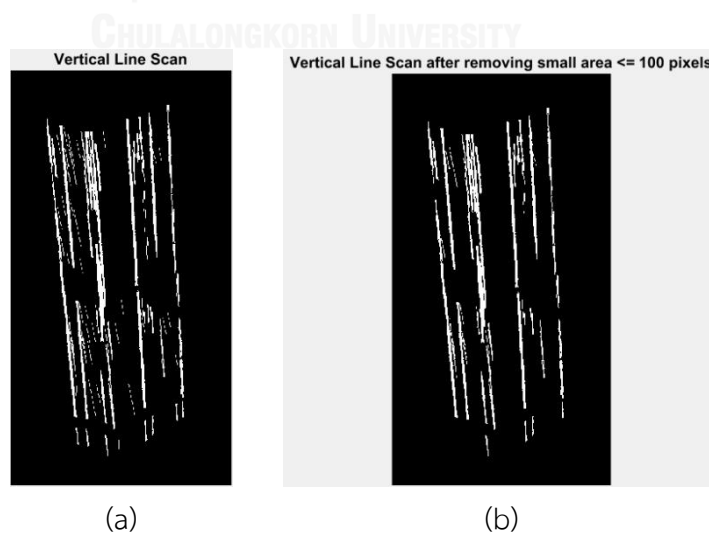 CHULALONGKORN UNIVERSITY
Vertical Line Scan
Vertical Line Scan after removing small area <= 100 pixels
(a)
(b)